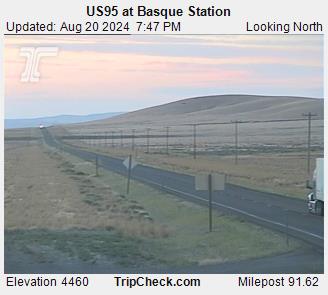 US95 at Basque Station
Updated: Aug 20 2024 7:47 PM Looking North
Elevation 4460 TripCheck.com Milepost 91.62